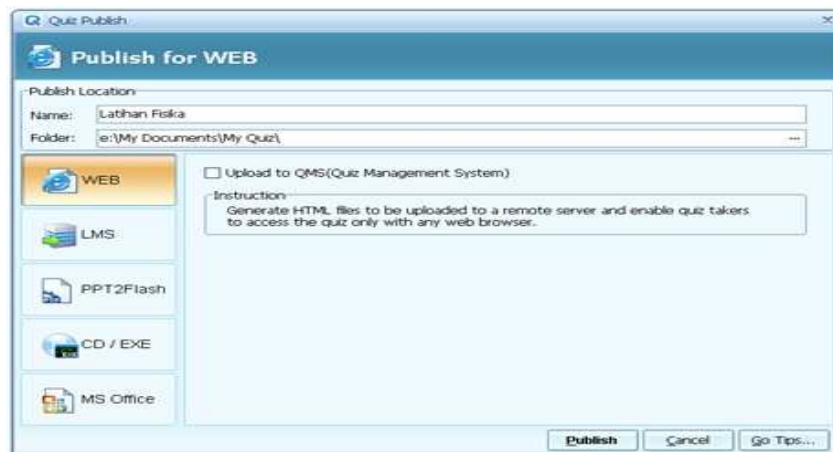 Quiz Publish
Publish for WEB
Publish Location
Name: Latihan Fisika
Folder: e:\My Documents\My Quiz\ ...
WEB
Upload to QMS(Quiz Management System)
Instruction
Generate HTML files to be uploaded to a remote server and enable quiz takers
to access the quiz only with any web browser.
LMS
PPT2Flash
CD / EXE
MS Office
Publish Cancel Go Tips...